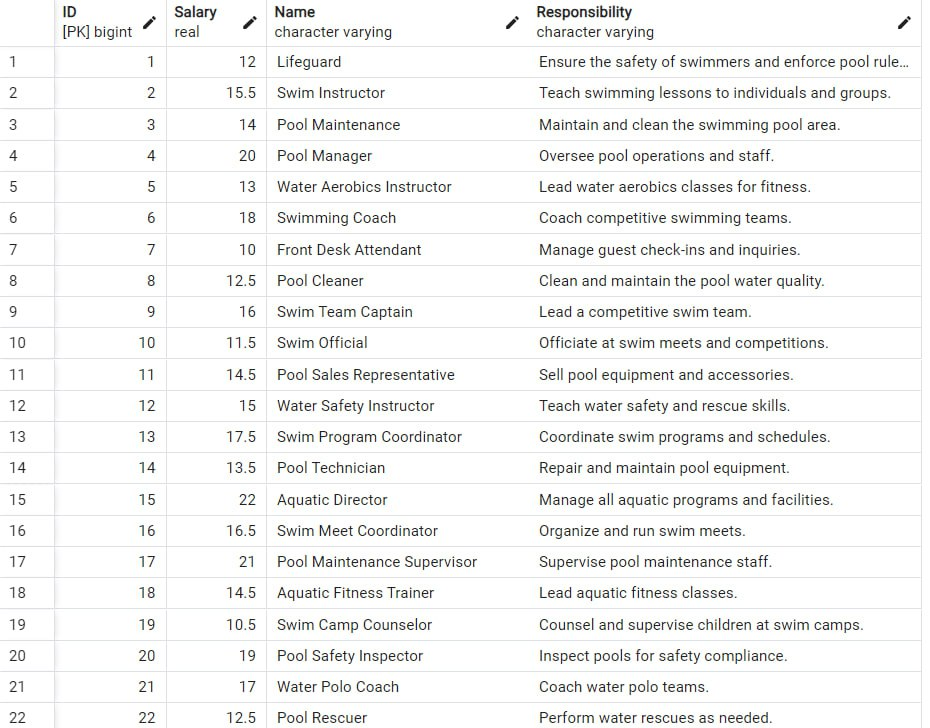 ID Salary Name Responsibility
[PK] bigint real character varying character varying
1 1 12 Lifeguard Ensure the safety of swimmers and enforce pool rule...
2 2 15.5 Swim Instructor Teach swimming lessons to individuals and groups.
3 3 14 Pool Maintenance Maintain and clean the swimming pool area.
4 4 20 Pool Manager Oversee pool operations and staff.
5 5 13 Water Aerobics Instructor Lead water aerobics classes for fitness.
6 6 18 Swimming Coach Coach competitive swimming teams.
7 7 10 Front Desk Attendant Manage guest check-ins and inquiries.
8 8 12.5 Pool Cleaner Clean and maintain the pool water quality.
9 9 16 Swim Team Captain Lead a competitive swim team.
10 10 11.5 Swim Official Officiate at swim meets and competitions.
11 11 14.5 Pool Sales Representative Sell pool equipment and accessories.
12 12 15 Water Safety Instructor Teach water safety and rescue skills.
13 13 17.5 Swim Program Coordinator Coordinate swim programs and schedules.
14 14 13.5 Pool Technician Repair and maintain pool equipment.
15 15 22 Aquatic Director Manage all aquatic programs and facilities.
16 16 16.5 Swim Meet Coordinator Organize and run swim meets.
17 17 21 Pool Maintenance Supervisor Supervise pool maintenance staff.
18 18 14.5 Aquatic Fitness Trainer Lead aquatic fitness classes.
19 19 10.5 Swim Camp Counselor Counsel and supervise children at swim camps.
20 20 19 Pool Safety Inspector Inspect pools for safety compliance.
21 21 17 Water Polo Coach Coach water polo teams.
22 22 12.5 Pool Rescuer Perform water rescues as needed.